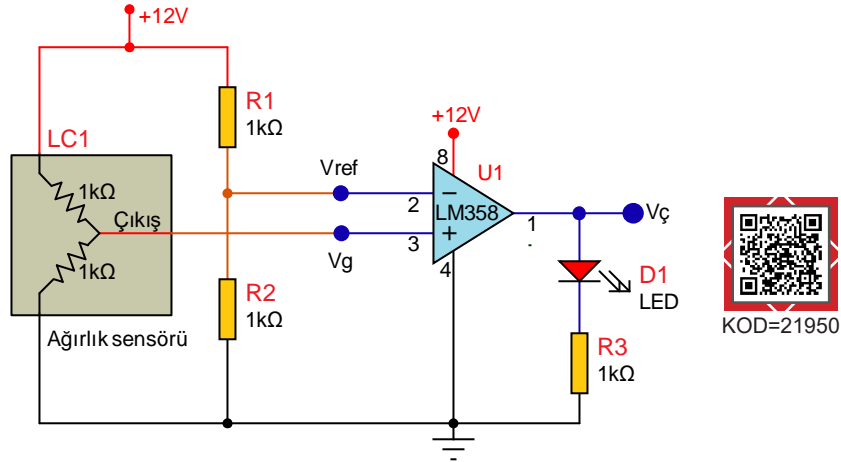 +12V
LC1
1kΩ
Çıkış
1kΩ
Ağırlık sensörü
R1
1kΩ
R2
1kΩ
Vref
Vg
+12V
8
U1
2
−
LM358
3
+
4
1
Vç
D1
LED
R3
1kΩ
KOD=21950